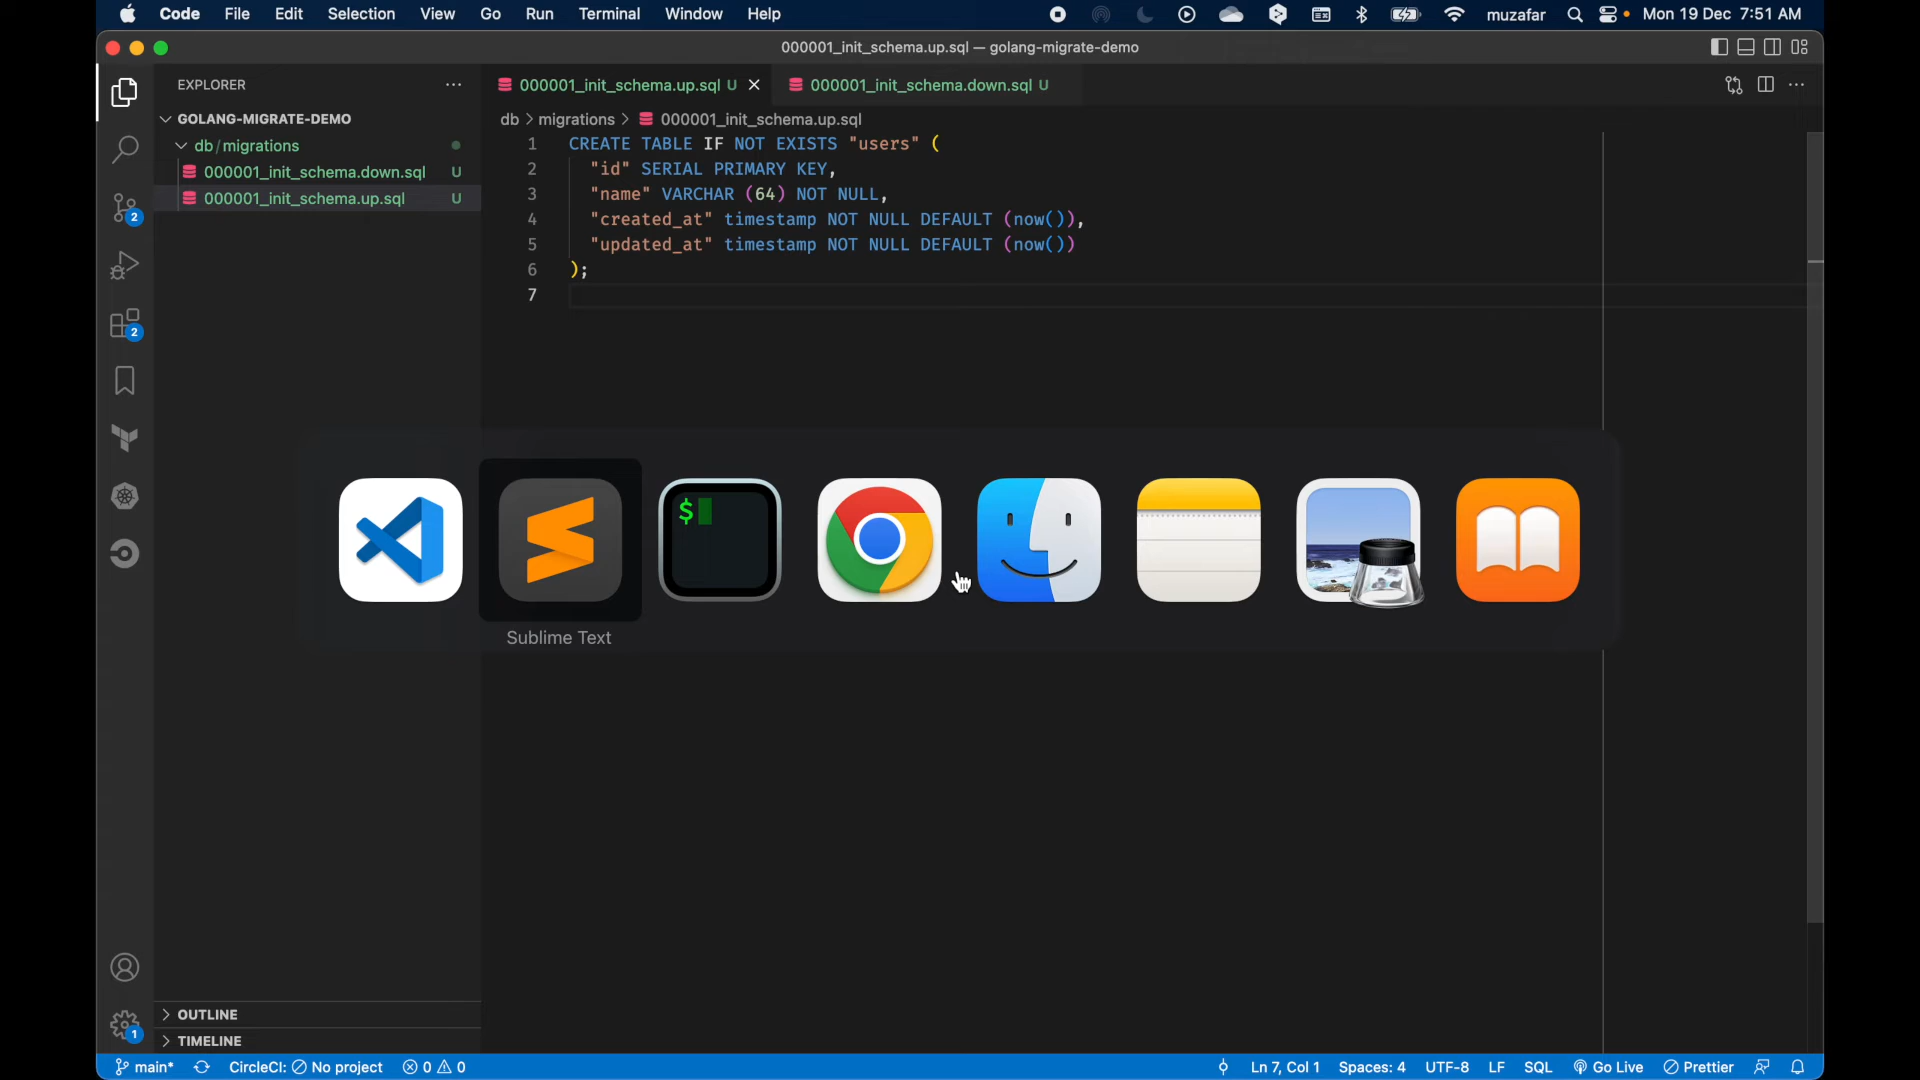 Code File Edit Selection View Go Run Terminal Window Help muzafar Mon 19 Dec 7:51 AM
000001_init_schema.up.sql — golang-migrate-demo
EXPLORER
000001_init_schema.up.sql U
000001_init_schema.down.sql U
GOLANG-MIGRATE-DEMO
db > migrations > 000001_init_schema.up.sql
db/migrations
000001_init_schema.down.sql U
000001_init_schema.up.sql U
1 CREATE TABLE IF NOT EXISTS "users" (
2 "id" SERIAL PRIMARY KEY,
3 "name" VARCHAR (64) NOT NULL,
4 "created_at" timestamp NOT NULL DEFAULT (now()),
5 "updated_at" timestamp NOT NULL DEFAULT (now())
6 );
7
2
2
$
Sublime Text
OUTLINE
1
TIMELINE
main* CircleCI: No project 0 0 Ln 7, Col 1 Spaces: 4 UTF-8 LF SQL Go Live Prettier